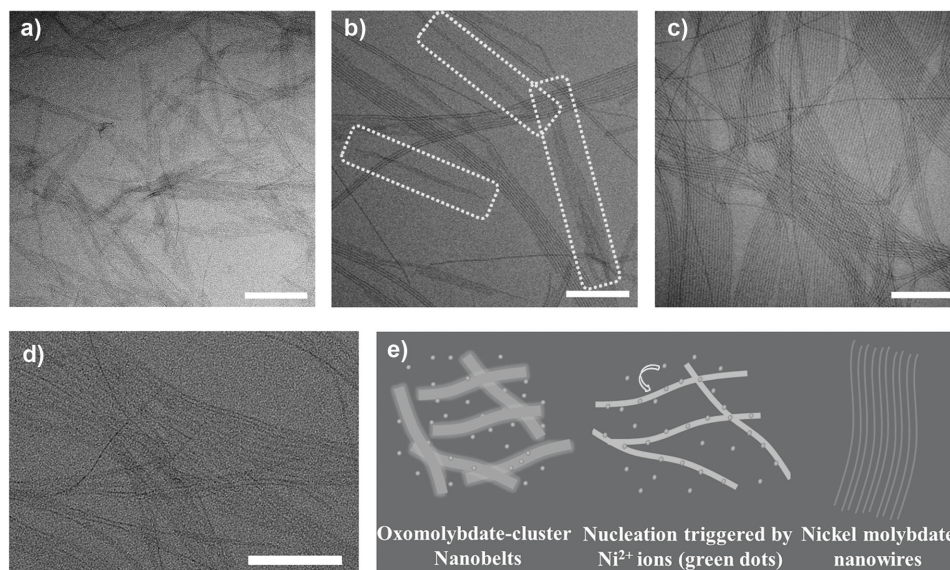 a)
b)
c)
d)
e)
Oxomolybdate-cluster
Nanobelts
Nucleation triggered by
Ni²⁺ ions (green dots)
Nickel molybdate
nanowires